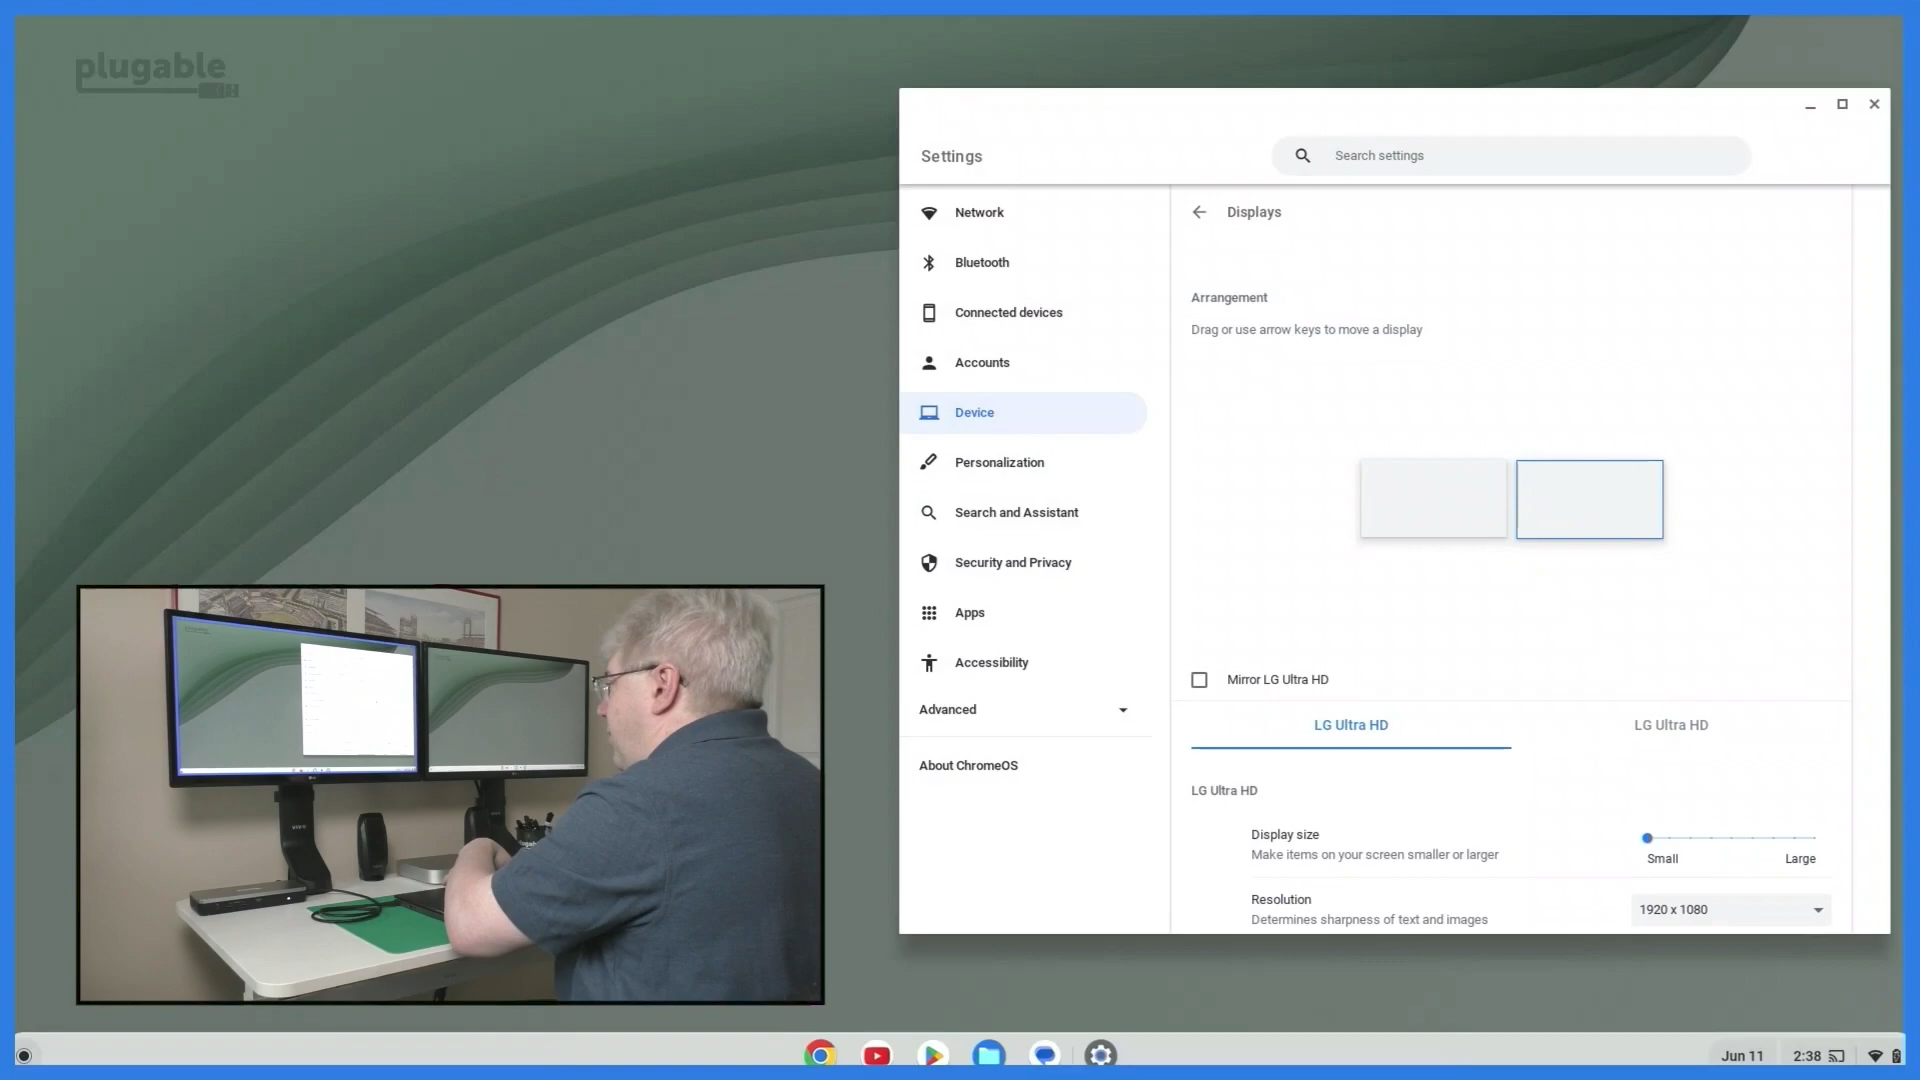 plugable
Settings
Search settings
Network
Bluetooth
Connected devices
Accounts
Device
Personalization
Search and Assistant
Security and Privacy
Apps
Accessibility
Advanced
About ChromeOS
Displays
Arrangement
Drag or use arrow keys to move a display
Mirror LG Ultra HD
LG Ultra HD
LG Ultra HD
LG Ultra HD
Display size
Make items on your screen smaller or larger
Small
Large
Resolution
Determines sharpness of text and images
1920 x 1080
Jun 11
2:38